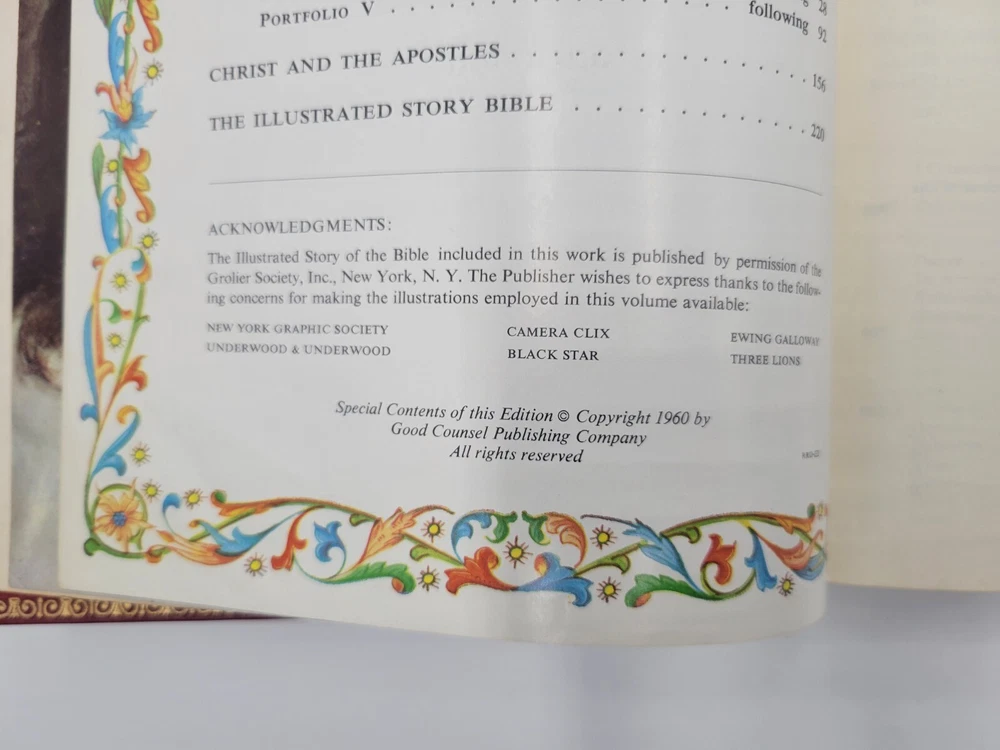 28
PORTFOLIO V . . . . . . . . . . . . . . . . following 92
CHRIST AND THE APOSTLES . . . . . . . . . . . . . . 156
THE ILLUSTRATED STORY BIBLE . . . . . . . . . . . 220
ACKNOWLEDGMENTS:
The Illustrated Story of the Bible included in this work is published by permission of the
Grolier Society, Inc., New York, N. Y. The Publisher wishes to express thanks to the follow-
ing concerns for making the illustrations employed in this volume available:
NEW YORK GRAPHIC SOCIETY CAMERA CLIX EWING GALLOWAY
UNDERWOOD & UNDERWOOD BLACK STAR THREE LIONS
Special Contents of this Edition © Copyright 1960 by
Good Counsel Publishing Company
All rights reserved